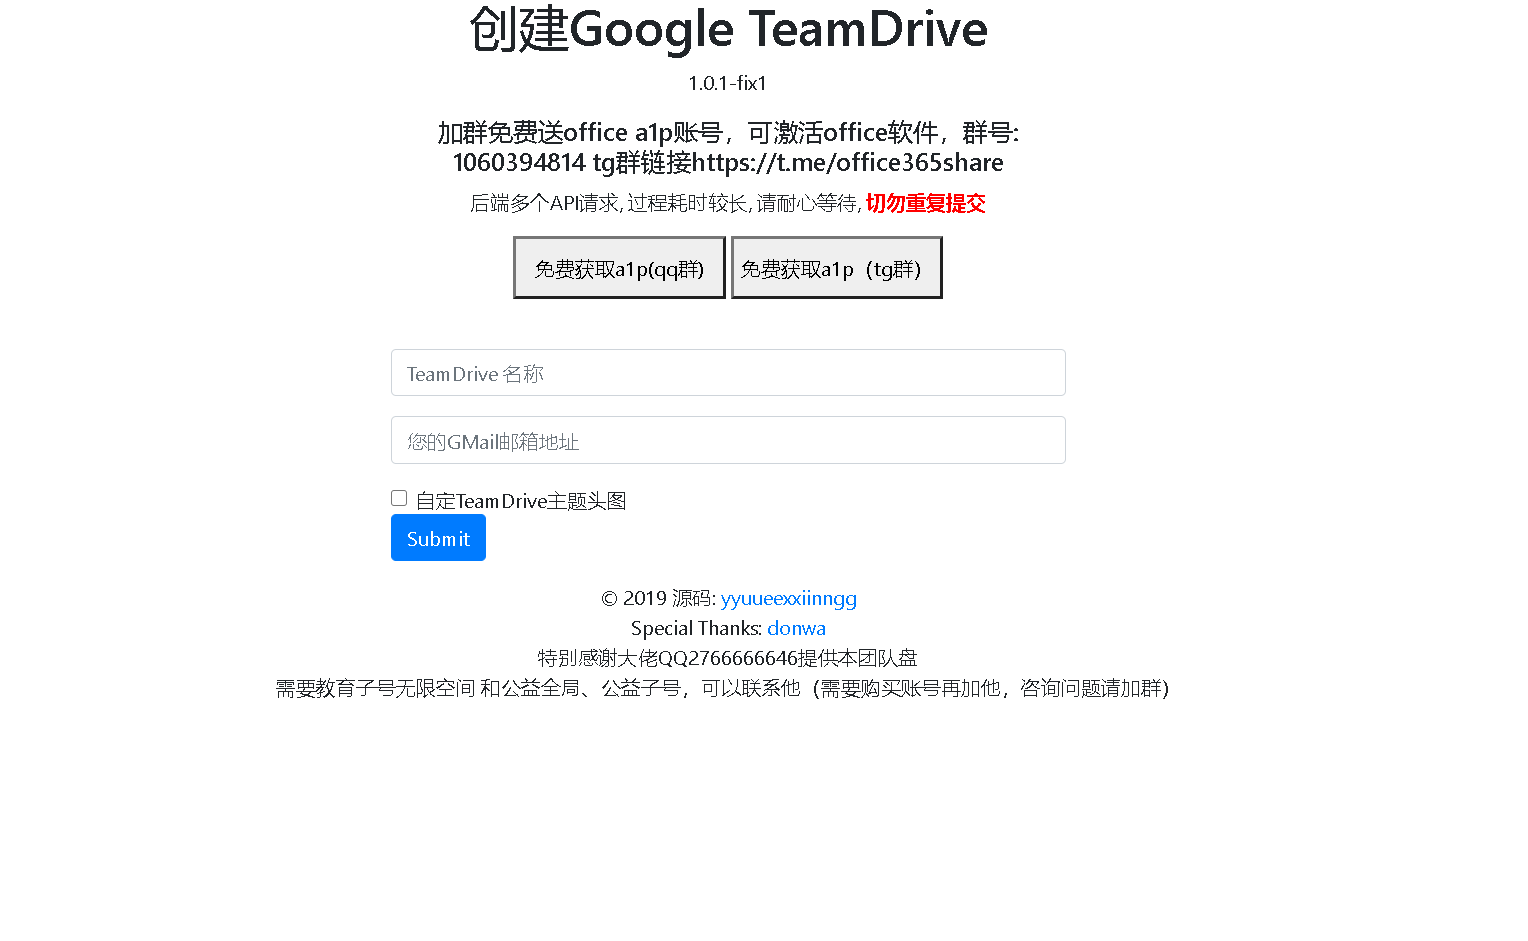 创建Google TeamDrive
1.0.1-fix1
加群免费送office a1p账号，可激活office软件，群号:
1060394814 tg群链接https://t.me/office365share
后端多个API请求, 过程耗时较长, 请耐心等待, 切勿重复提交
免费获取a1p(qq群) 免费获取a1p（tg群）
TeamDrive 名称
您的GMail邮箱地址
自定TeamDrive主题头图
Submit
© 2019 源码: yyuueexxiinngg
Special Thanks: donwa
特别感谢大佬QQ2766666646提供本团队盘
需要教育子号无限空间 和公益全局、公益子号，可以联系他（需要购买账号再加他，咨询问题请加群）